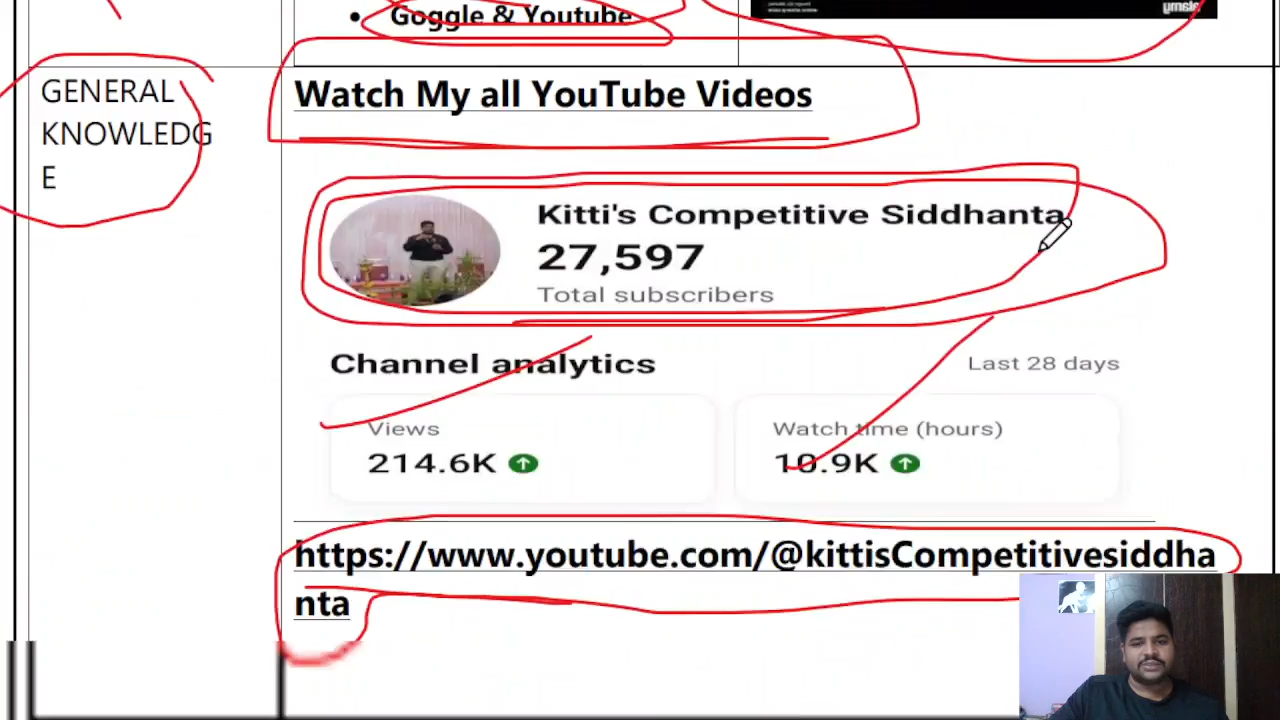 Goggle & Youtube
alamy
GENERAL
KNOWLEDG
E
Watch My all YouTube Videos
Kitti's Competitive Siddhanta
27,597
Total subscribers
Channel analytics
Last 28 days
Views
214.6K
Watch time (hours)
10.9K
https://www.youtube.com/@kittisCompetitivesiddha
nta